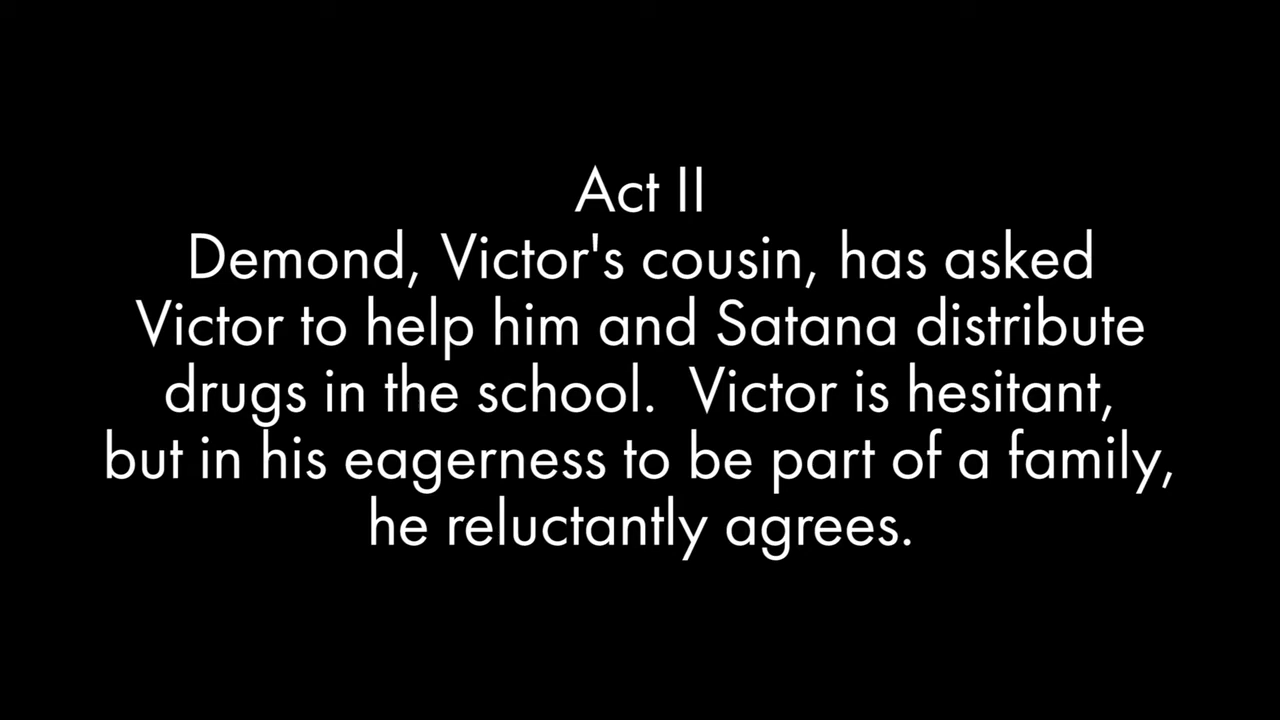 Act II
Demond, Victor's cousin, has asked
Victor to help him and Satana distribute
drugs in the school.  Victor is hesitant,
but in his eagerness to be part of a family,
he reluctantly agrees.